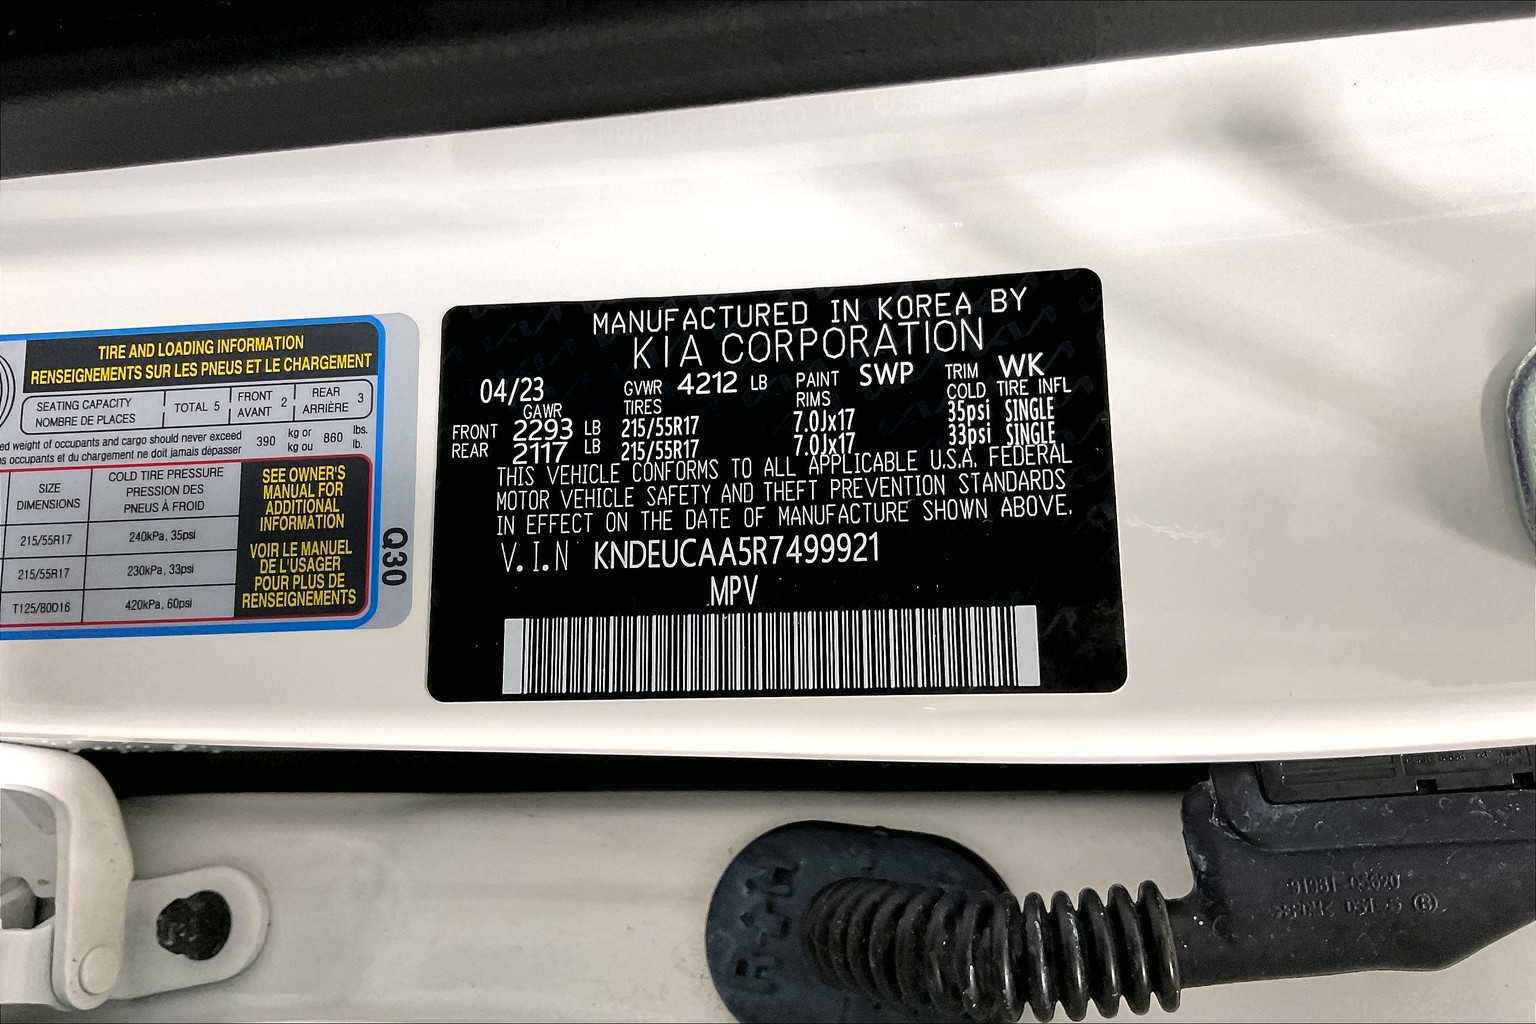 TIRE AND LOADING INFORMATION
RENSEIGNEMENTS SUR LES PNEUS ET LE CHARGEMENT
SEATING CAPACITY
NOMBRE DE PLACES
TOTAL 5
FRONT
AVANT 2
REAR
ARRIÈRE 3
weight of occupants and cargo should never exceed
occupants et du chargement ne doit jamais dépasser
390
kg or
kg ou
860
lbs.
lb.
SIZE
DIMENSIONS
COLD TIRE PRESSURE
PRESSION DES
PNEUS À FROID
215/55R17
240kPa, 35psi
215/55R17
230kPa, 33psi
T125/80D16
420kPa, 60psi
SEE OWNER'S
MANUAL FOR
ADDITIONAL
INFORMATION
VOIR LE MANUEL
DE L'USAGER
POUR PLUS DE
RENSEIGNEMENTS
Q30
MANUFACTURED IN KOREA BY
KIA CORPORATION
04/23 GVWR 4212 LB PAINT SWP TRIM WK
GAWR TIRES RIMS COLD TIRE INFL
FRONT 2293 LB 215/55R17 7.0Jx17 35psi SINGLE
REAR 2117 LB 215/55R17 7.0Jx17 33psi SINGLE
THIS VEHICLE CONFORMS TO ALL APPLICABLE U.S.A. FEDERAL
MOTOR VEHICLE SAFETY AND THEFT PREVENTION STANDARDS
IN EFFECT ON THE DATE OF MANUFACTURE SHOWN ABOVE.
V.I.N KNDEUCAA5R7499921
MPV